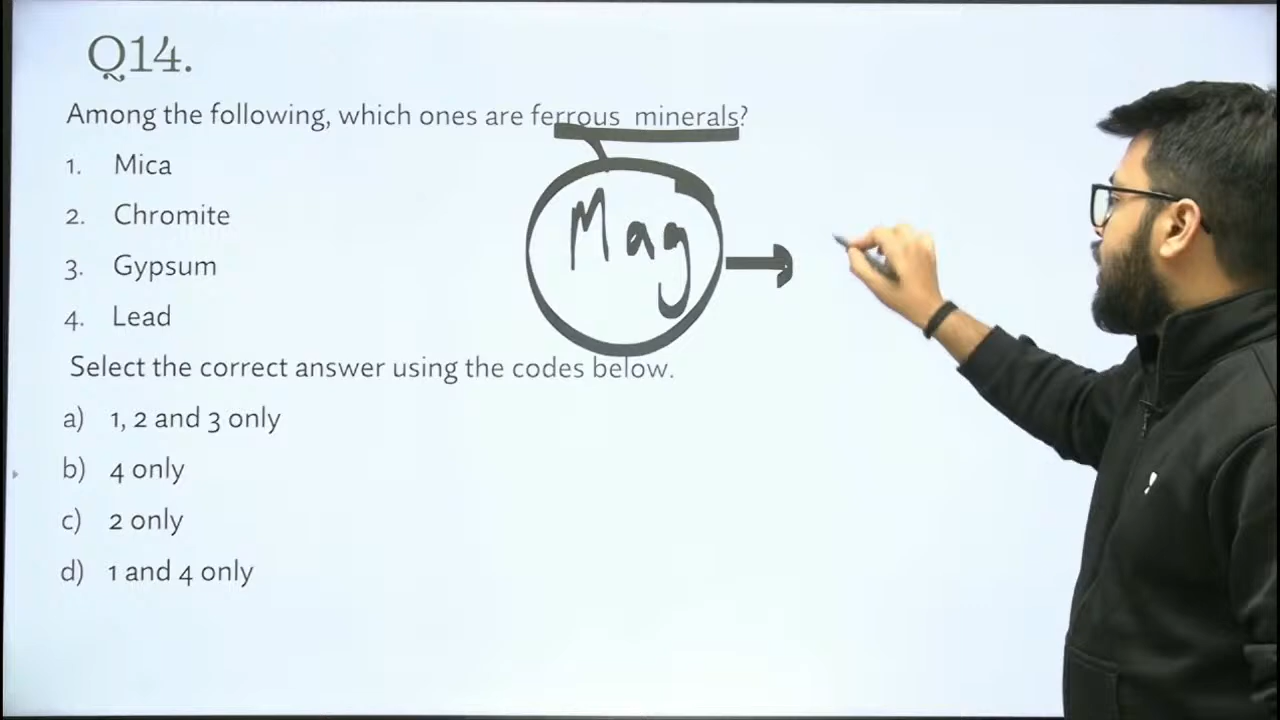 Q14.
Among the following, which ones are ferrous minerals?
1. Mica
2. Chromite
3. Gypsum
4. Lead
Mag
Select the correct answer using the codes below.
a) 1, 2 and 3 only
b) 4 only
c) 2 only
d) 1 and 4 only